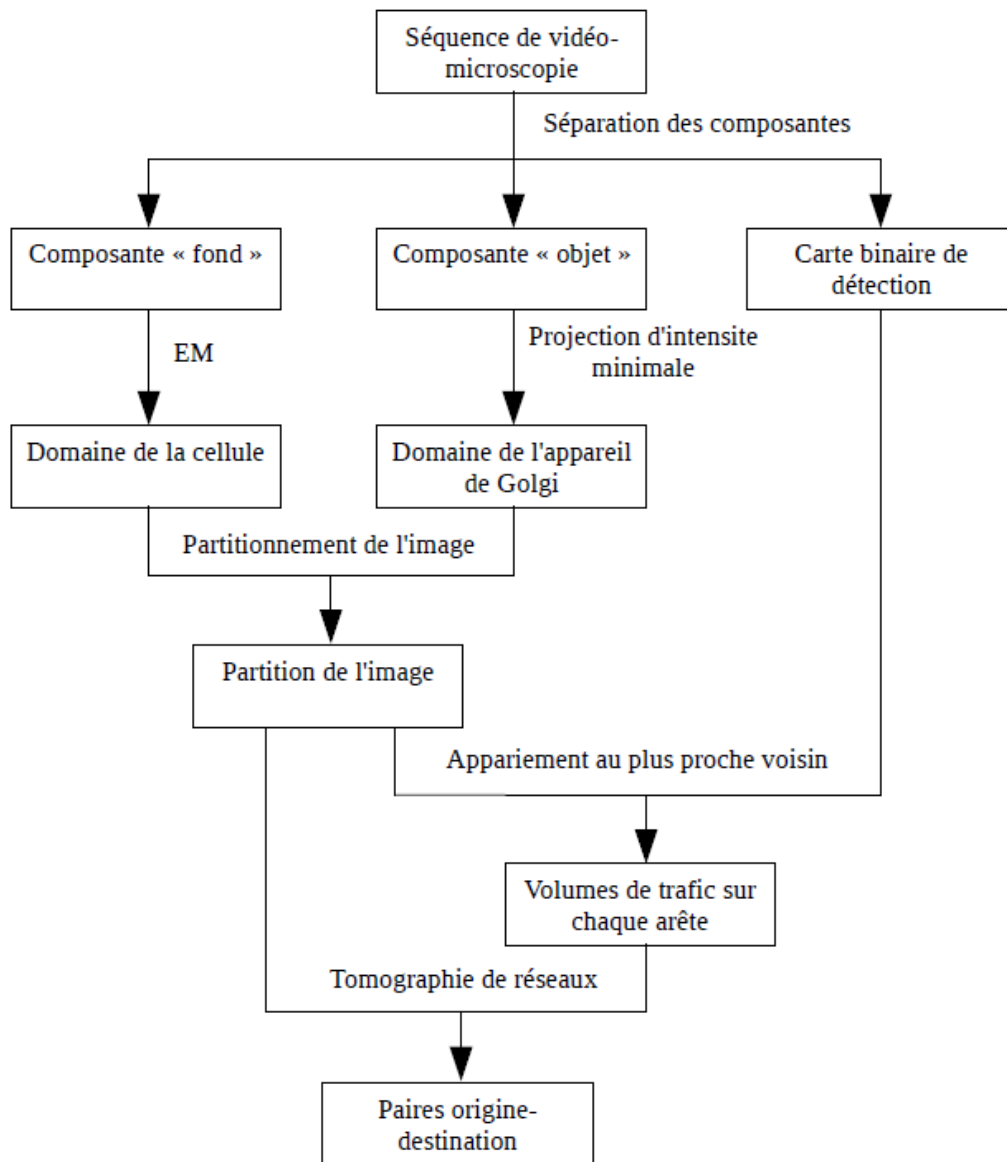 Séquence de vidéo-
microscopie
Séparation des composantes
Composante « fond »
Composante « objet »
Carte binaire de
détection
EM
Projection d'intensite
minimale
Domaine de la cellule
Domaine de l'appareil
de Golgi
Partitionnement de l'image
Partition de l'image
Appariement au plus proche voisin
Volumes de trafic sur
chaque arête
Tomographie de réseaux
Paires origine-
destination